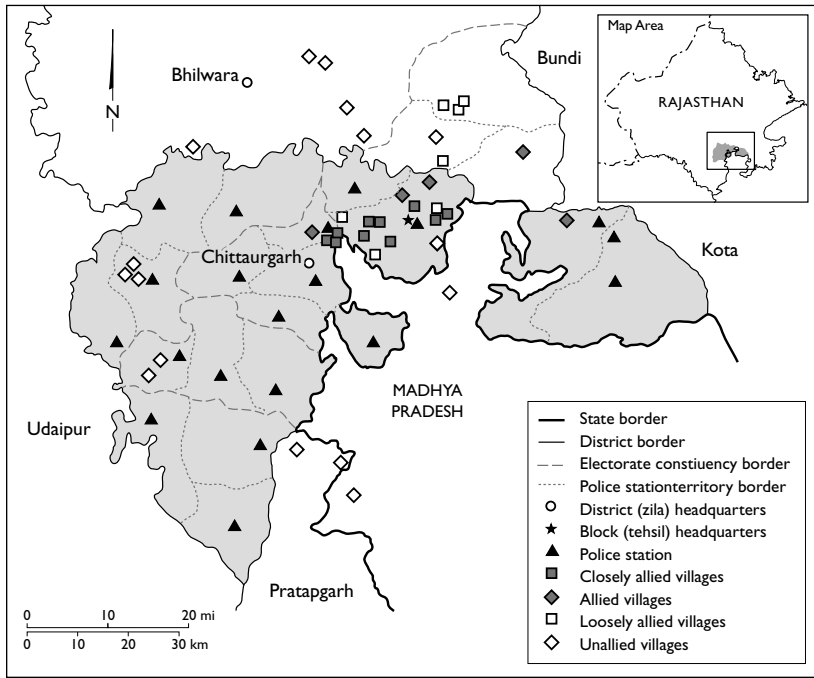 Map Area
RAJASTHAN
Bundi
Bhilwara
N
Chittaurgarh
Kota
MADHYA
PRADESH
Udaipur
Pratapgarh
State border
District border
Electorate constiuency border
Police stationterritory border
District (zila) headquarters
Block (tehsil) headquarters
Police station
Closely allied villages
Allied villages
Loosely allied villages
Unallied villages
0 10 20 mi
0 10 20 30 km